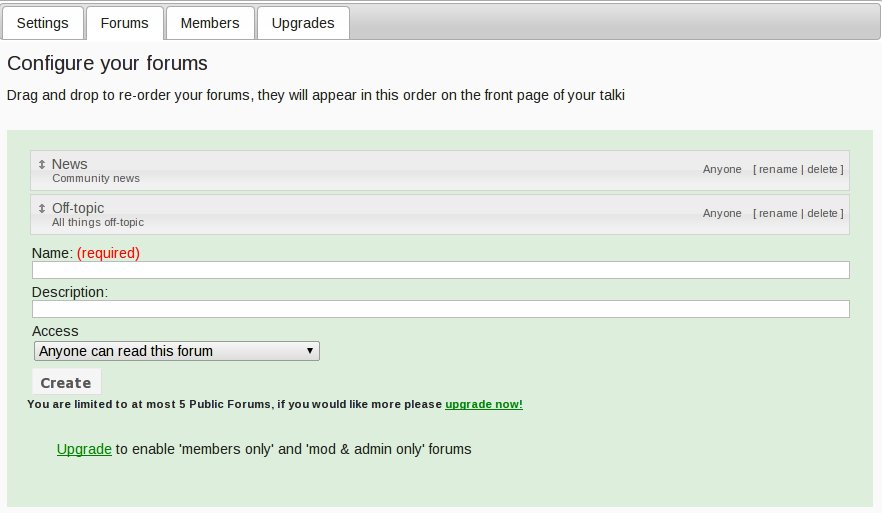 Settings Forums Members Upgrades
Configure your forums
Drag and drop to re-order your forums, they will appear in this order on the front page of your talki
News
Community news
Anyone [ rename | delete ]
Off-topic
All things off-topic
Anyone [ rename | delete ]
Name: (required)
Description:
Access
Anyone can read this forum
Create
You are limited to at most 5 Public Forums, if you would like more please upgrade now!
Upgrade to enable 'members only' and 'mod & admin only' forums